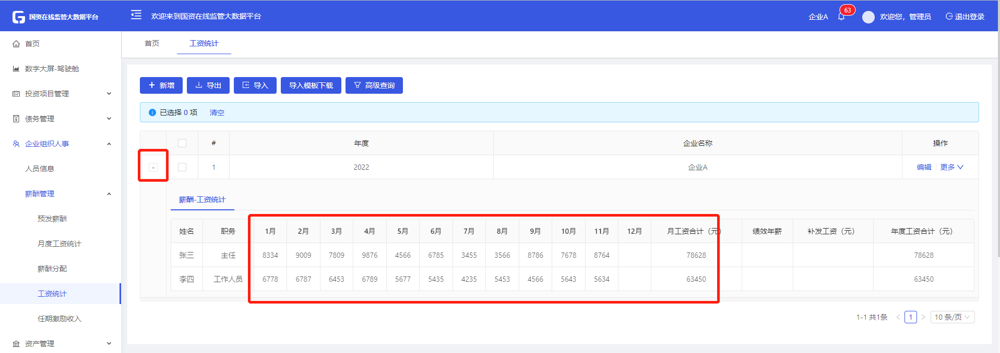 国资在线监管大数据平台
欢迎来到国资在线监管大数据平台
企业A
63
欢迎您，管理员
退出登录
首页
数字大屏-驾驶舱
投资项目管理
债务管理
企业组织人事
人员信息
薪酬管理
预发薪酬
月度工资统计
薪酬分配
工资统计
任期激励收入
资产管理
首页 工资统计
新增 导出 导入 导入模板下载 高级查询
已选择 0 项 清空
# 年度 企业名称 操作
- 1 2022 企业A 编辑 更多
薪酬-工资统计
姓名 职务 1月 2月 3月 4月 5月 6月 7月 8月 9月 10月 11月 12月 月工资合计（元） 绩效年薪 补发工资（元） 年度工资合计（元）
张三 主任 8334 9009 7809 9876 4566 6785 3455 3566 8786 7678 8764 78628 78628
李四 工作人员 6778 6787 6453 6789 5677 5435 4235 5453 4566 5643 5634 63450 63450
1-1 共1条 < 1 > 10 条/页